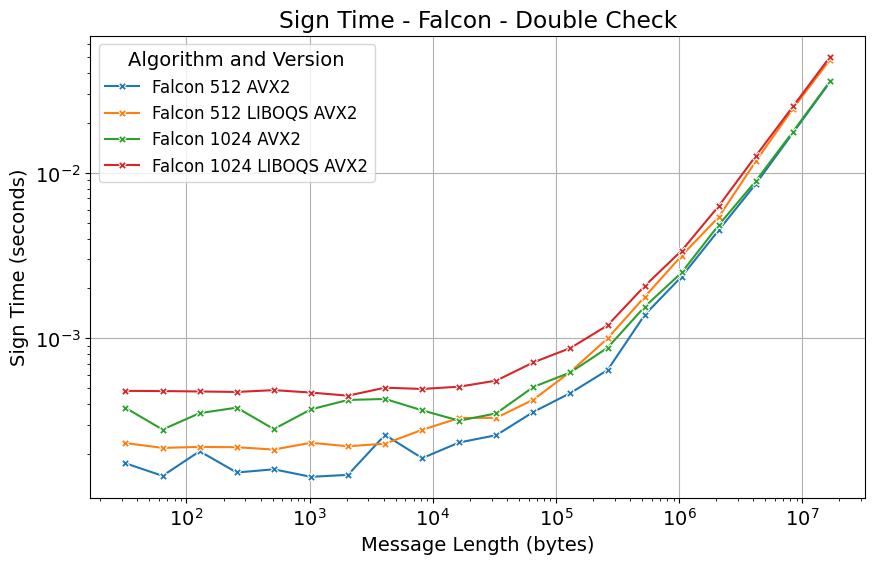 Sign Time - Falcon - Double Check
Algorithm and Version
Falcon 512 AVX2
Falcon 512 LIBOQS AVX2
Falcon 1024 AVX2
Falcon 1024 LIBOQS AVX2
Sign Time (seconds)
10⁻²
10⁻³
10² 10³ 10⁴ 10⁵ 10⁶ 10⁷
Message Length (bytes)